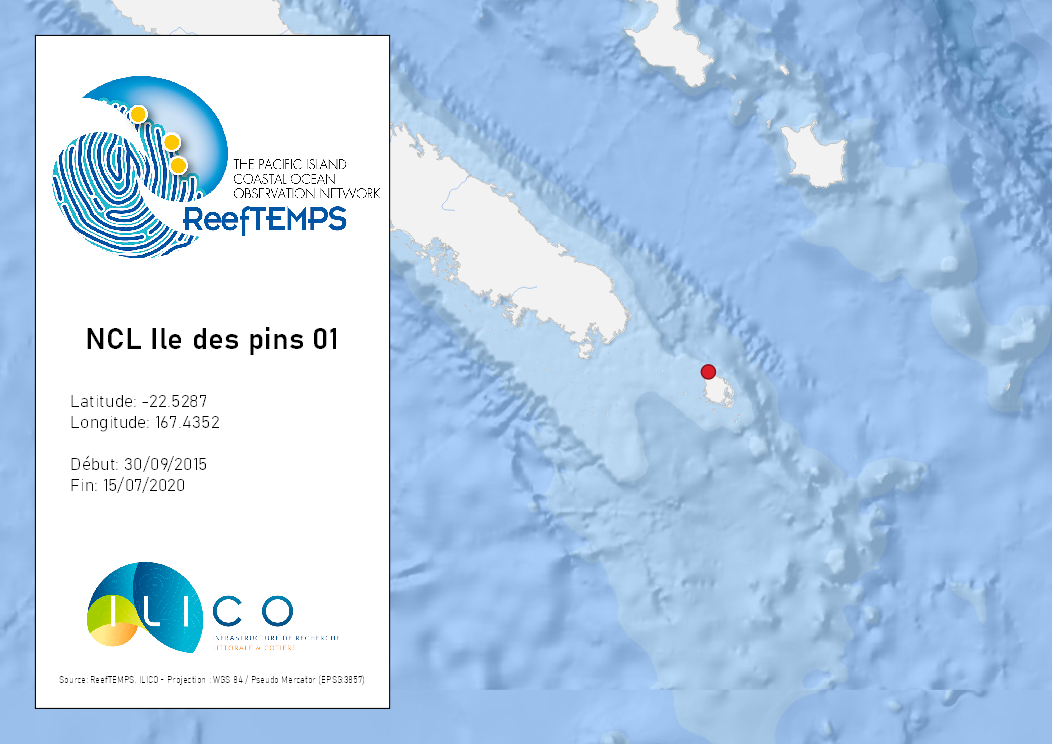 THE PACIFIC ISLAND
COASTAL OCEAN
OBSERVATION NETWORK
ReefTEMPS
NCL Ile des pins 01
Latitude: -22.5287
Longitude: 167.4352
Début: 30/09/2015
Fin: 15/07/2020
ILICO
INFRASTRUCTURE DE RECHERCHE
LITTORALE & CÔTIÈRE
Source: ReefTEMPS, ILICO - Projection : WGS 84 / Pseudo Mercator (EPSG:3857)